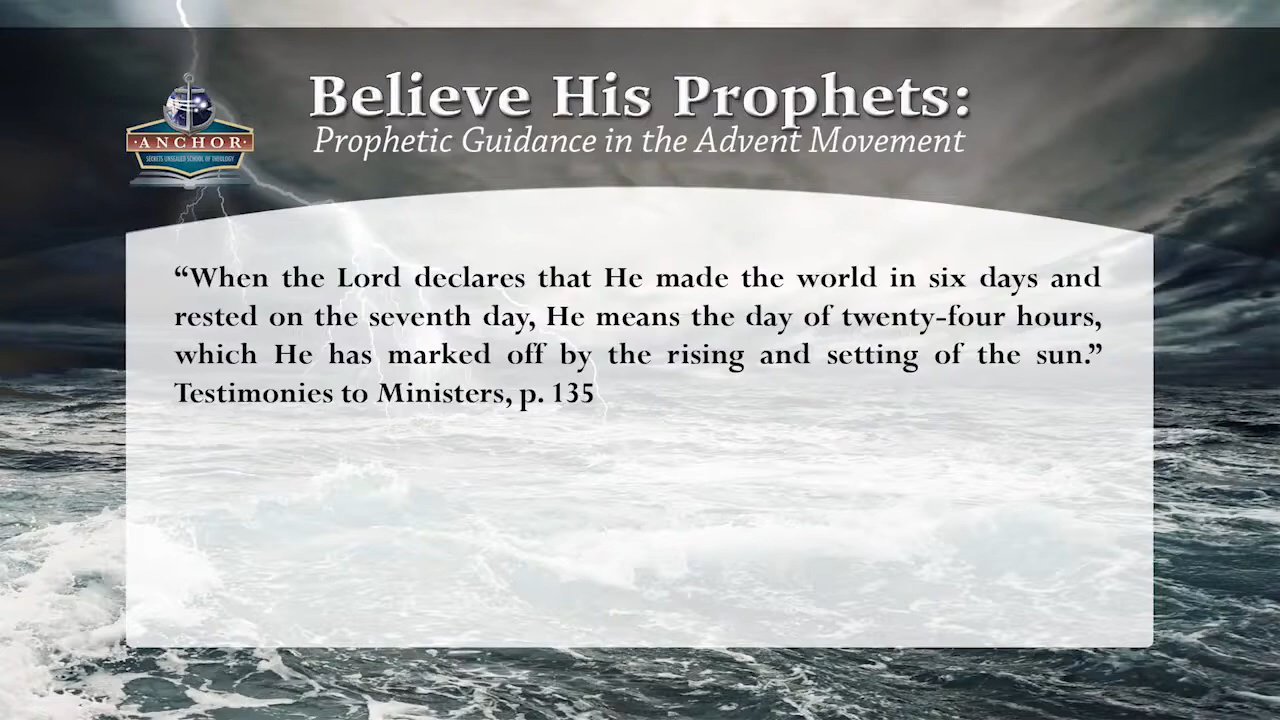 Believe His Prophets:
Prophetic Guidance in the Advent Movement
·ANCHOR·
SECRETS UNSEALED SCHOOL OF THEOLOGY
“When the Lord declares that He made the world in six days and
rested on the seventh day, He means the day of twenty-four hours,
which He has marked off by the rising and setting of the sun.”
Testimonies to Ministers, p. 135